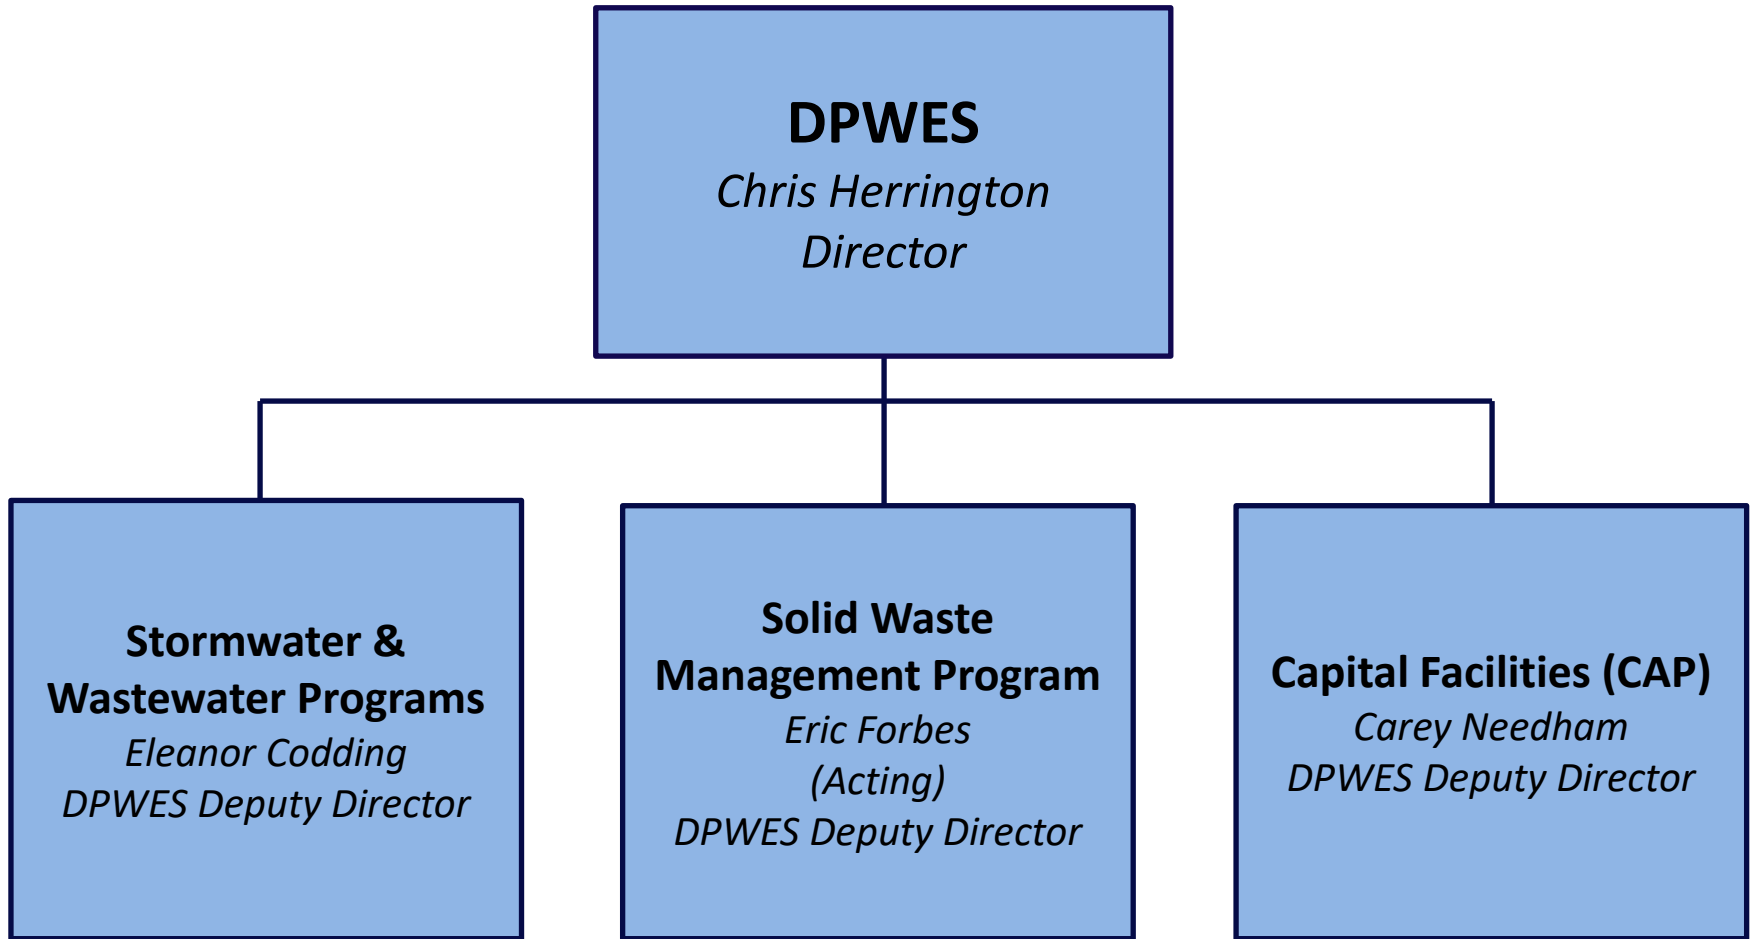 DPWES
Chris Herrington
Director
Stormwater &
Wastewater Programs
Eleanor Codding
DPWES Deputy Director
Solid Waste
Management Program
Eric Forbes
(Acting)
DPWES Deputy Director
Capital Facilities (CAP)
Carey Needham
DPWES Deputy Director